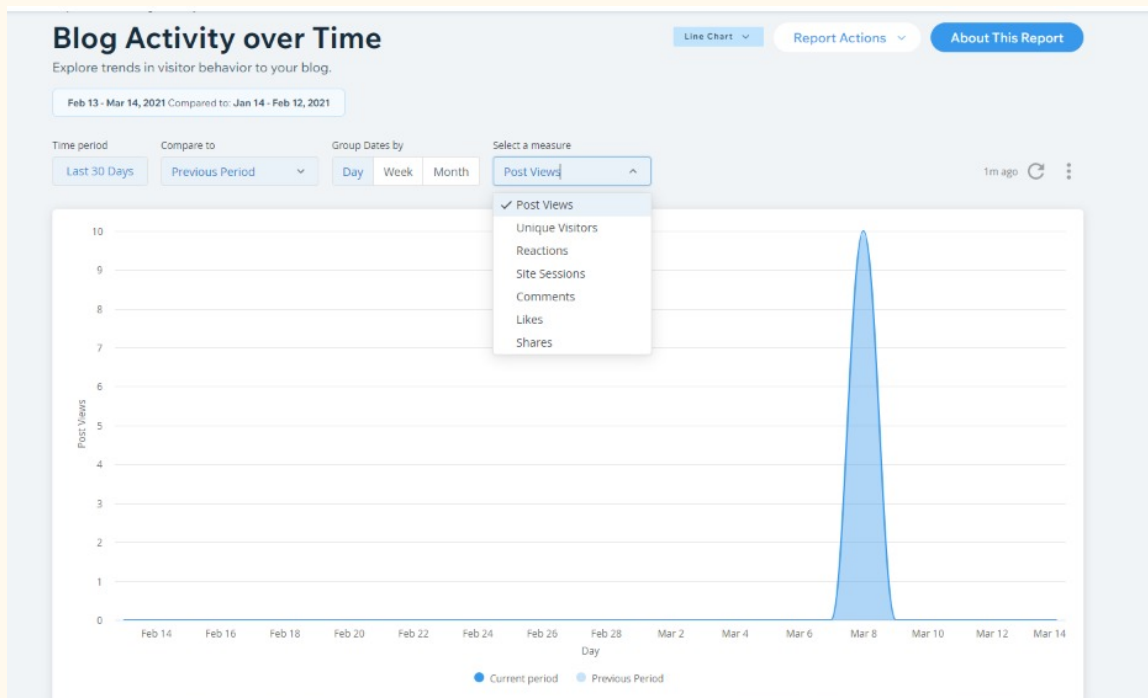 Blog Activity over Time
Line Chart
Report Actions
About This Report
Explore trends in visitor behavior to your blog.
Feb 13 - Mar 14, 2021 Compared to: Jan 14 - Feb 12, 2021
Time period
Compare to
Group Dates by
Select a measure
Last 30 Days
Previous Period
Day
Week
Month
Post Views
1m ago
Post Views
Unique Visitors
Reactions
Site Sessions
Comments
Likes
Shares
10
9
8
7
6
5
4
3
2
1
0
Post Views
Feb 14 Feb 16 Feb 18 Feb 20 Feb 22 Feb 24 Feb 26 Feb 28 Mar 2 Mar 4 Mar 6 Mar 8 Mar 10 Mar 12 Mar 14
Day
Current period Previous Period